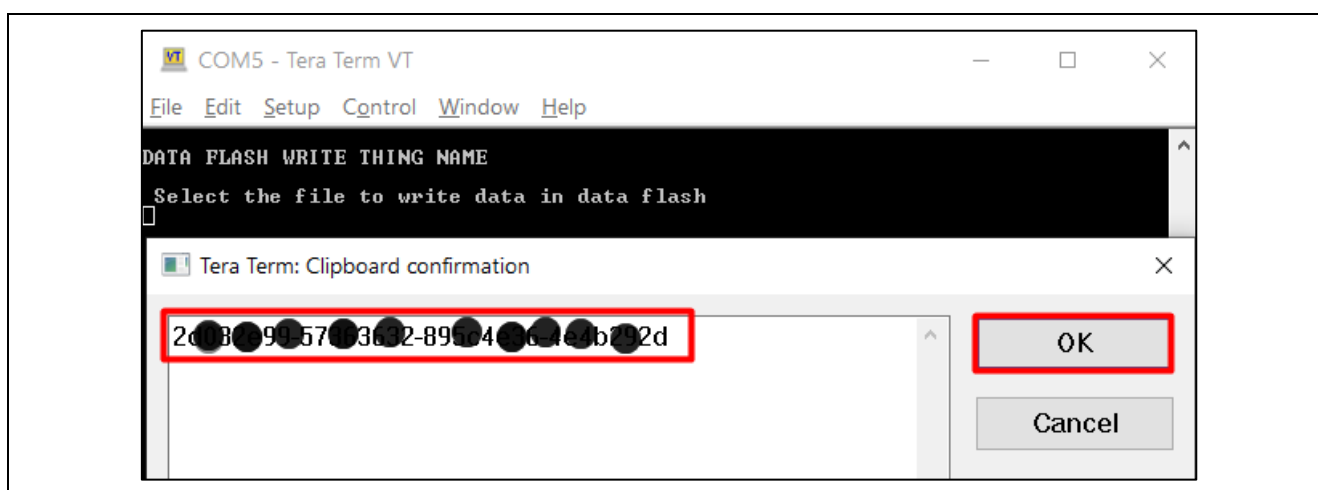 COM5 - Tera Term VT
File Edit Setup Control Window Help
DATA FLASH WRITE THING NAME
Select the file to write data in data flash
Tera Term: Clipboard confirmation
OK
Cancel